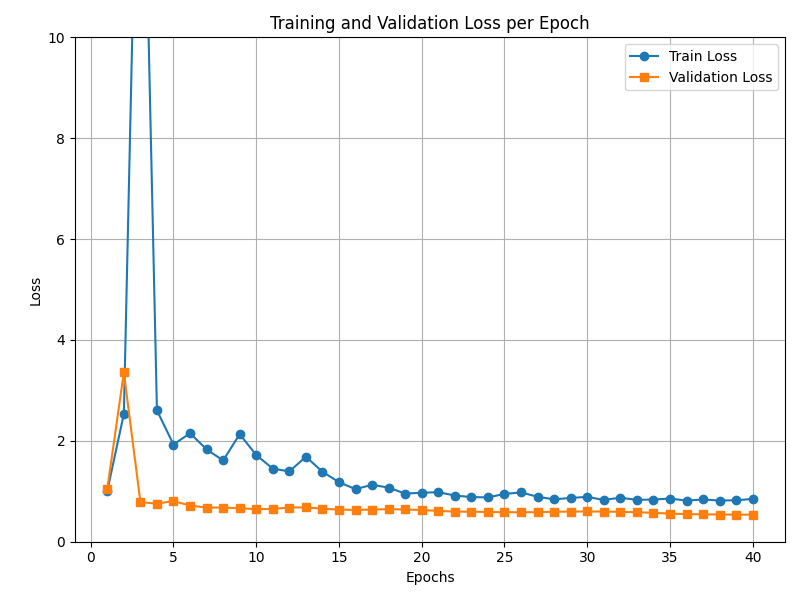 Training and Validation Loss per Epoch
10
8
6
4
2
0
Loss
Train Loss
Validation Loss
0 5 10 15 20 25 30 35 40
Epochs